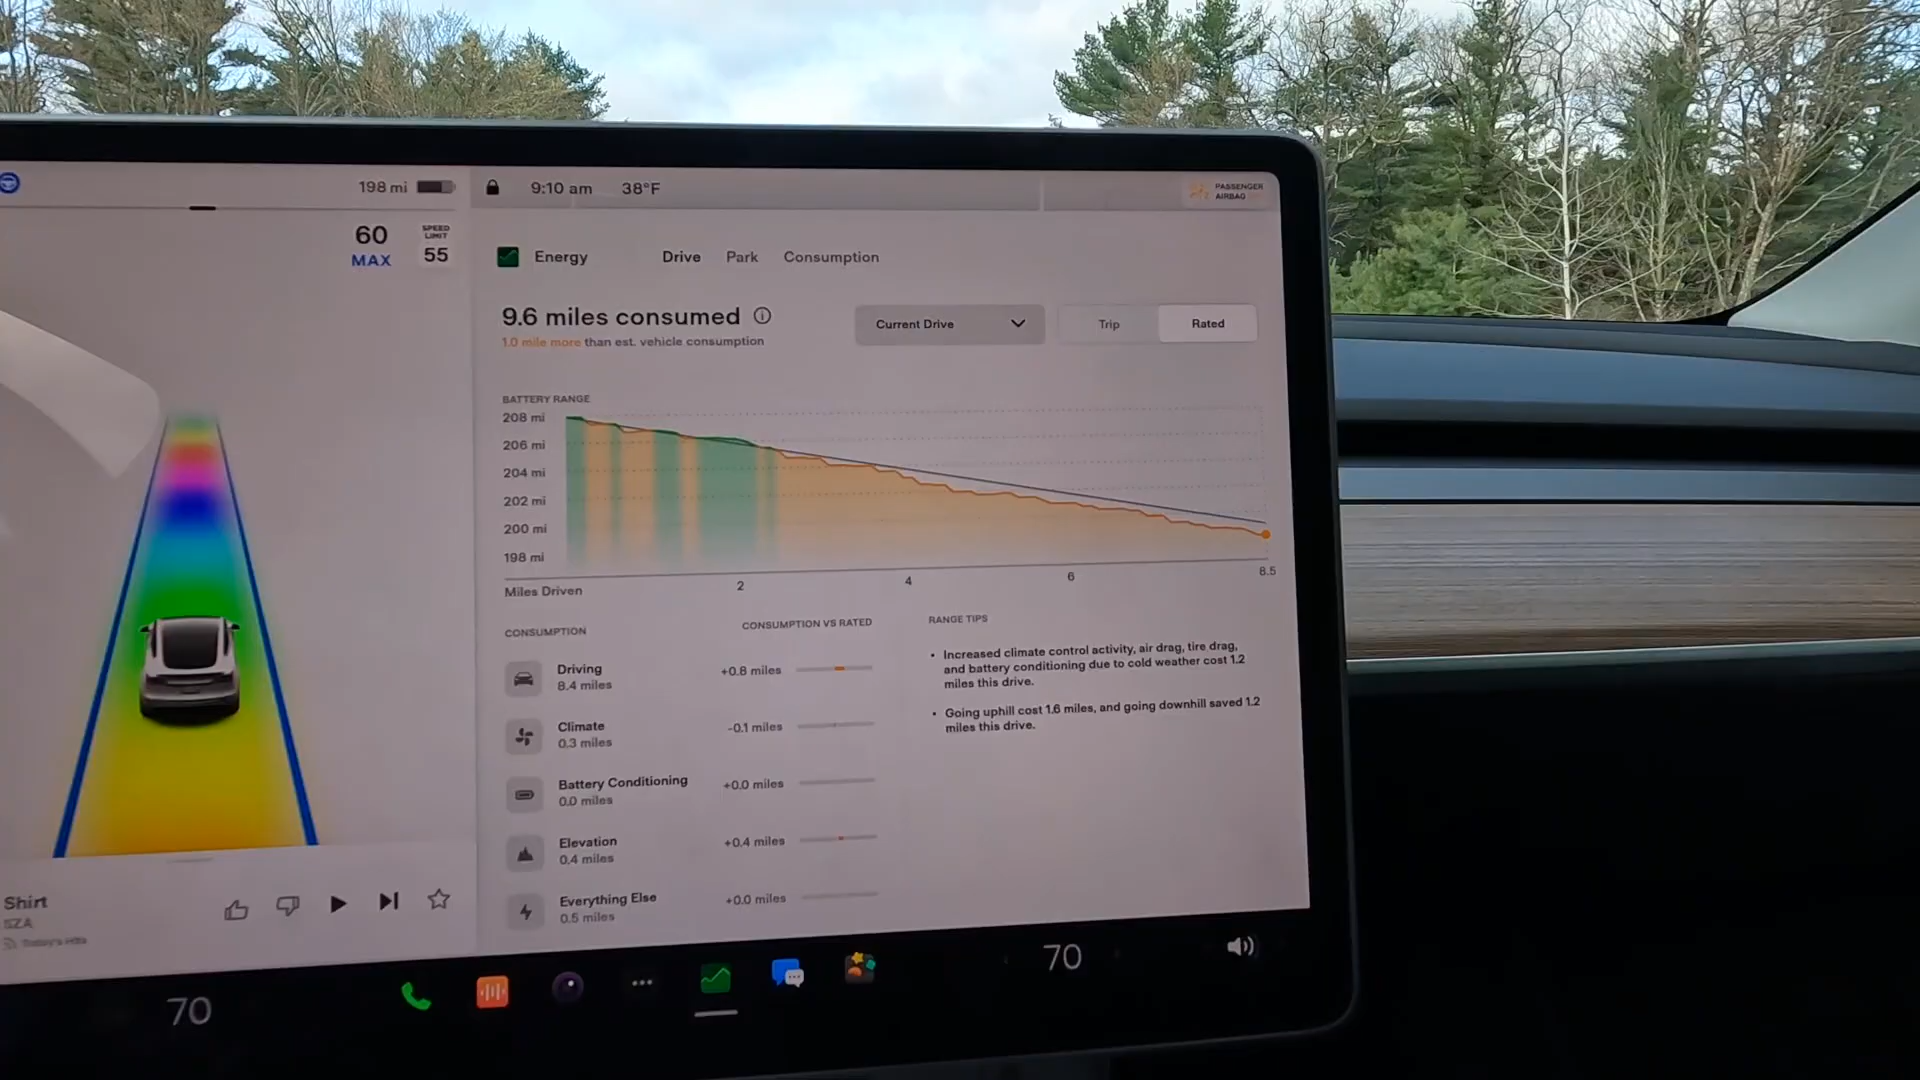 198 mi
9:10 am
38°F
PASSENGER
AIRBAG
60
MAX
SPEED
LIMIT
55
Energy
Drive
Park
Consumption
9.6 miles consumed
1.0 mile more than est. vehicle consumption
Current Drive
Trip
Rated
BATTERY RANGE
208 mi
206 mi
204 mi
202 mi
200 mi
198 mi
Miles Driven
2
4
6
8.5
CONSUMPTION
CONSUMPTION VS RATED
Driving
8.4 miles
+0.8 miles
Climate
0.3 miles
-0.1 miles
Battery Conditioning
0.0 miles
+0.0 miles
Elevation
0.4 miles
+0.4 miles
Everything Else
0.5 miles
+0.0 miles
RANGE TIPS
• Increased climate control activity, air drag, tire drag,
and battery conditioning due to cold weather cost 1.2
miles this drive.
• Going uphill cost 1.6 miles, and going downhill saved 1.2
miles this drive.
Shirt
SZA
Today's Hits
70
70